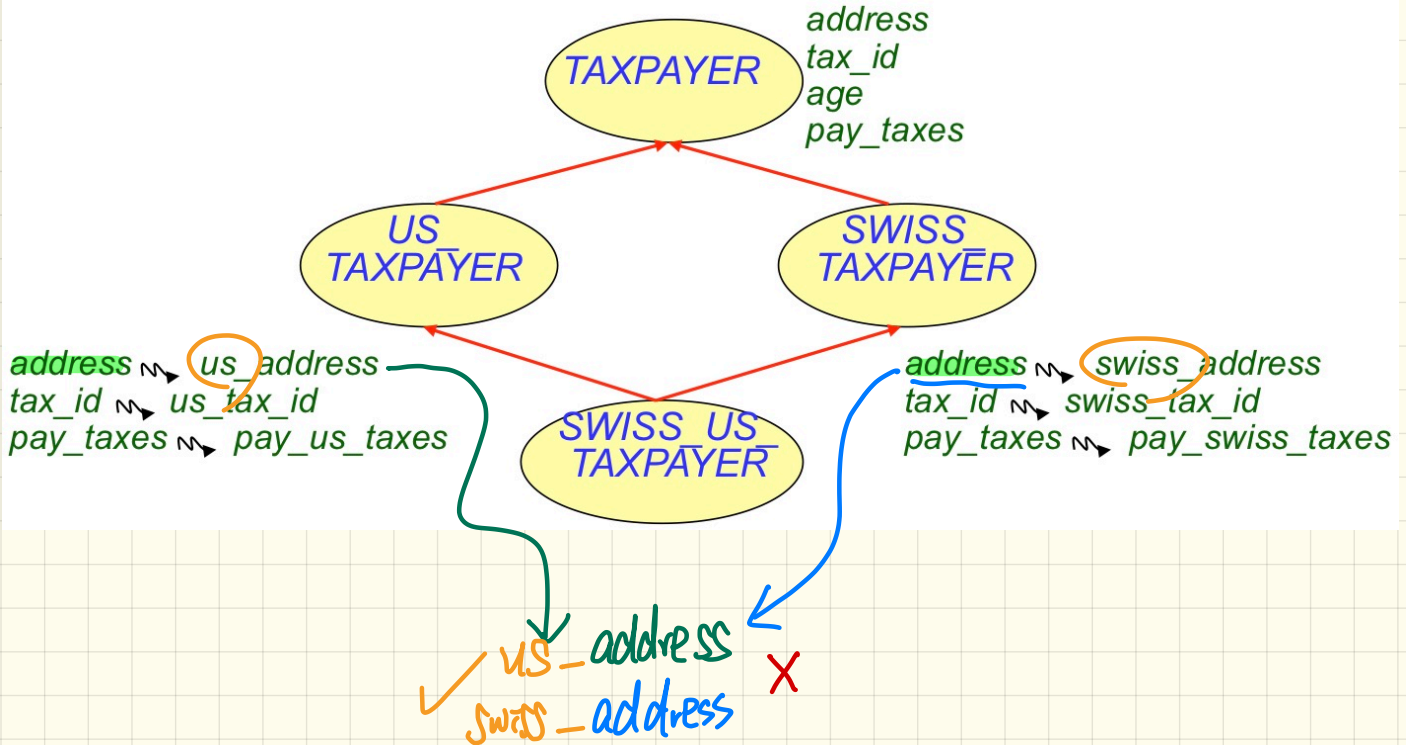 TAXPAYER
address
tax_id
age
pay_taxes
US_
TAXPAYER
SWISS_
TAXPAYER
address us_address
tax_id us_tax_id
pay_taxes pay_us_taxes
address swiss_address
tax_id swiss_tax_id
pay_taxes pay_swiss_taxes
SWISS_US_
TAXPAYER
us_address
X
swiss_address